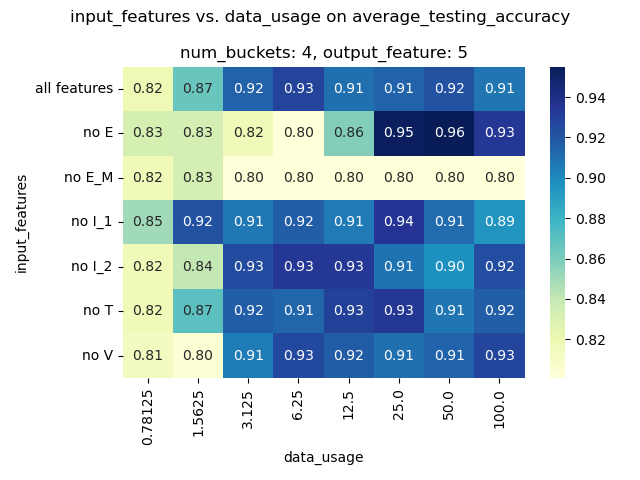 input_features vs. data_usage on average_testing_accuracy
num_buckets: 4, output_feature: 5
all features 0.82 0.87 0.92 0.93 0.91 0.91 0.92 0.91
no E 0.83 0.83 0.82 0.80 0.86 0.95 0.96 0.93
no E_M 0.82 0.83 0.80 0.80 0.80 0.80 0.80 0.80
no I_1 0.85 0.92 0.91 0.92 0.91 0.94 0.91 0.89
no I_2 0.82 0.84 0.93 0.93 0.93 0.91 0.90 0.92
no T 0.82 0.87 0.92 0.91 0.93 0.93 0.91 0.92
no V 0.81 0.80 0.91 0.93 0.92 0.91 0.91 0.93
input_features
0.78125 1.5625 3.125 6.25 12.5 25.0 50.0 100.0
data_usage
0.94
0.92
0.90
0.88
0.86
0.84
0.82